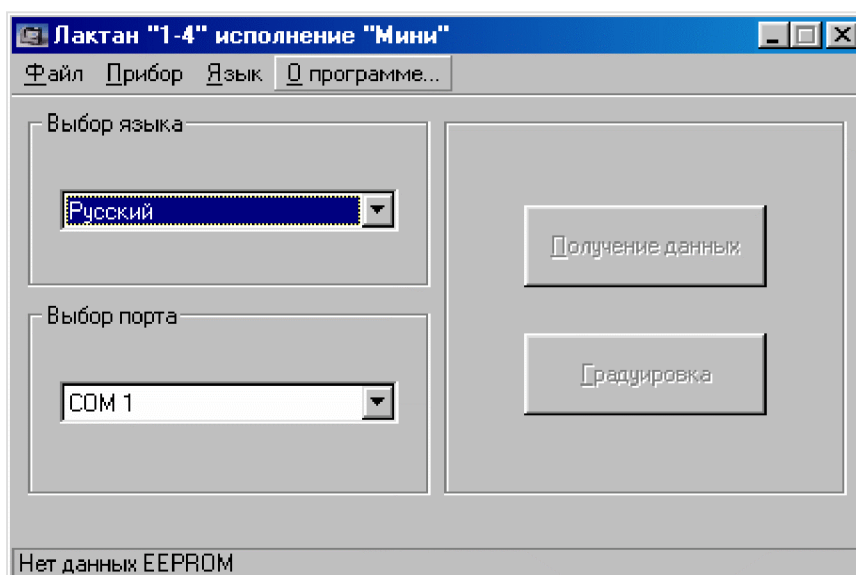 Лактан "1-4" исполнение "Мини"
Файл Прибор Язык О программе...
Выбор языка
Русский
Получение данных
Выбор порта
COM 1
Градуировка
Нет данных EEPROM